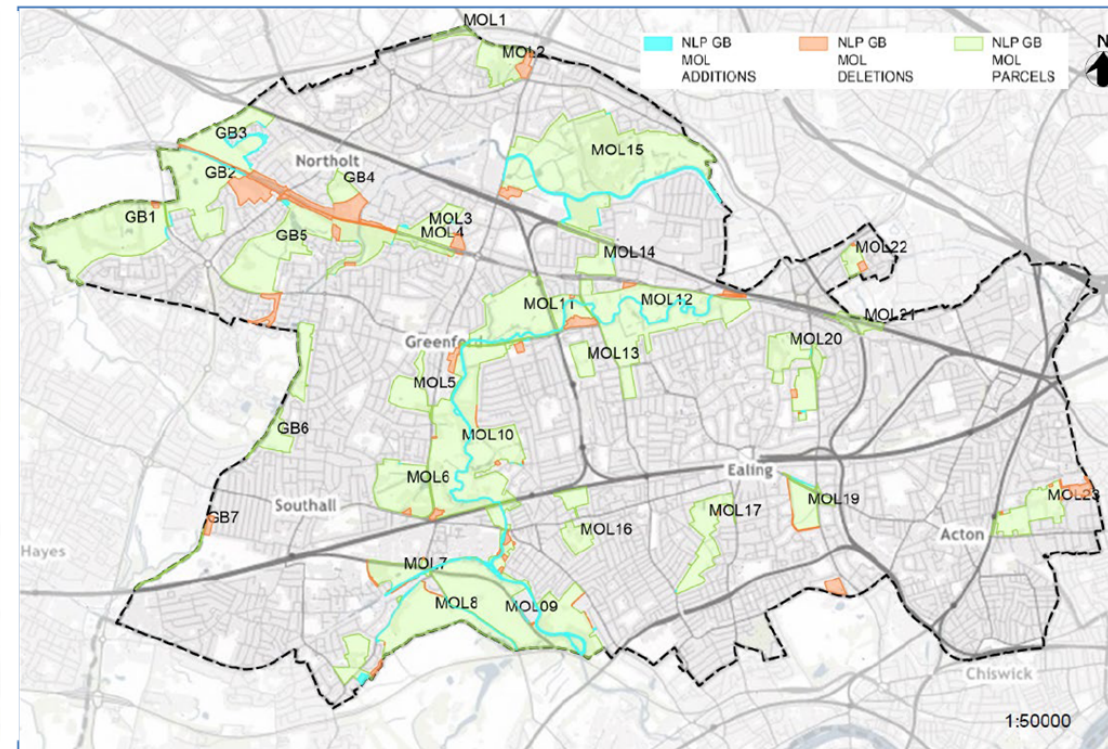 MOL1
NLP GB
MOL
ADDITIONS
NLP GB
MOL
DELETIONS
NLP GB
MOL
PARCELS
N
MOL2
GB3
Northolt
MOL15
GB2
GB4
GB1
MOL3
MOL4
GB5
MOL14
MOL22
MOL11
MOL12
MOL21
Greenford
MOL20
MOL13
MOL5
GB6
MOL10
MOL6
Ealing
Southall
MOL19
MOL17
MOL23
GB7
MOL16
Acton
Hayes
MOL7
MOL8
MOL09
Chiswick
1:50000